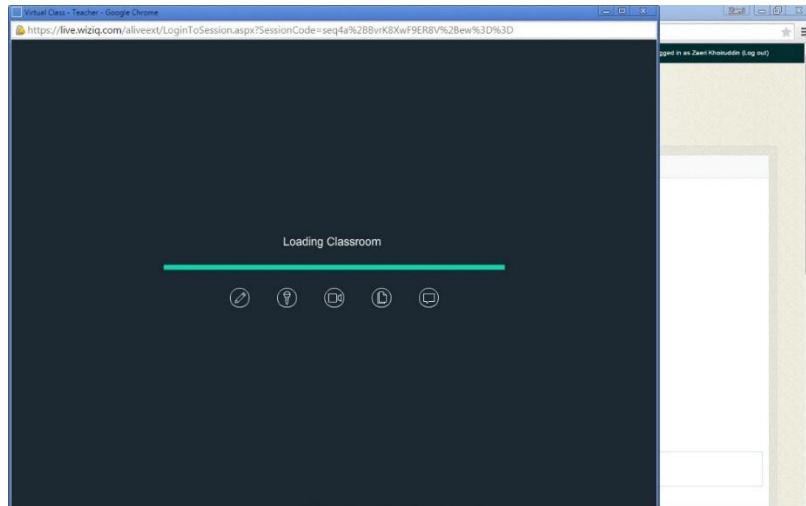 Virtual Class - Teacher - Google Chrome
https://live.wiziq.com/aliveext/LoginToSession.aspx?SessionCode=seq4a%2BBvrK8XwF9ER8V%2Bew%3D%3D
gged in as Zaeri Khoiruddin (Log out)
Loading Classroom